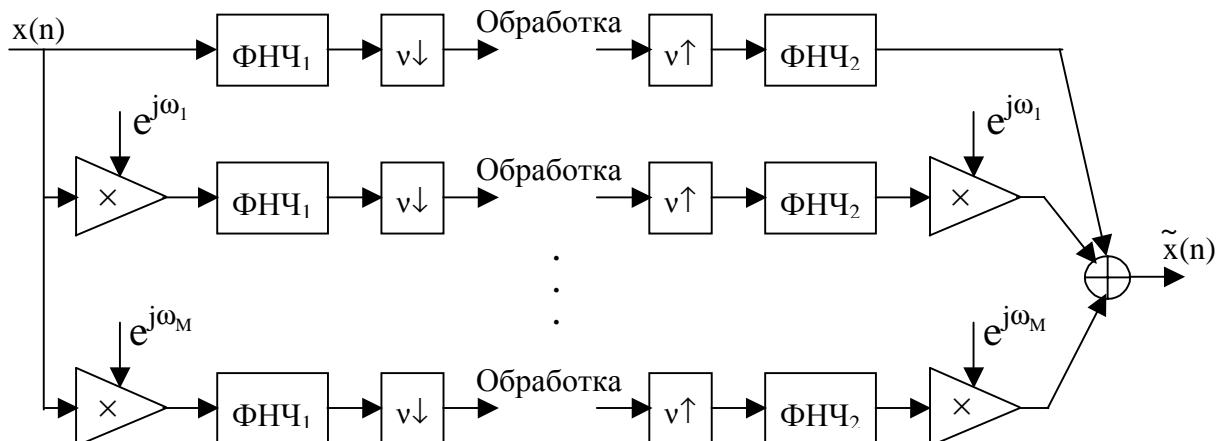 x(n) ФНЧ₁ ν↓ Обработка ν↑ ФНЧ₂
e^{jω₁} e^{jω₁}
× ФНЧ₁ ν↓ Обработка ν↑ ФНЧ₂ ×
x̃(n)
.
.
.
e^{jω_M} e^{jω_M}
× ФНЧ₁ ν↓ Обработка ν↑ ФНЧ₂ ×